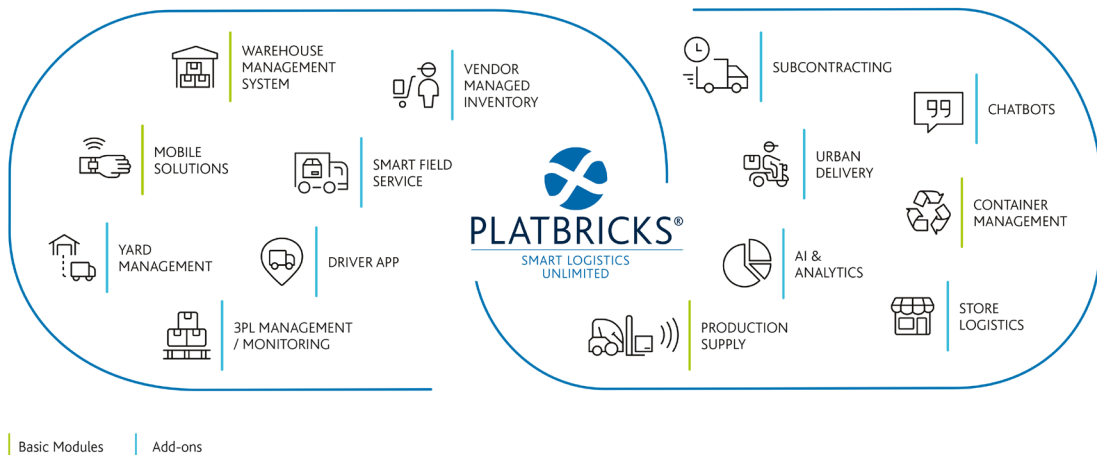 WAREHOUSE
MANAGEMENT
SYSTEM
VENDOR
MANAGED
INVENTORY
MOBILE
SOLUTIONS
SMART FIELD
SERVICE
YARD
MANAGEMENT
DRIVER APP
3PL MANAGEMENT
/ MONITORING
PLATBRICKS®
SMART LOGISTICS
UNLIMITED
SUBCONTRACTING
CHATBOTS
URBAN
DELIVERY
CONTAINER
MANAGEMENT
AI &
ANALYTICS
STORE
LOGISTICS
PRODUCTION
SUPPLY
Basic Modules
Add-ons